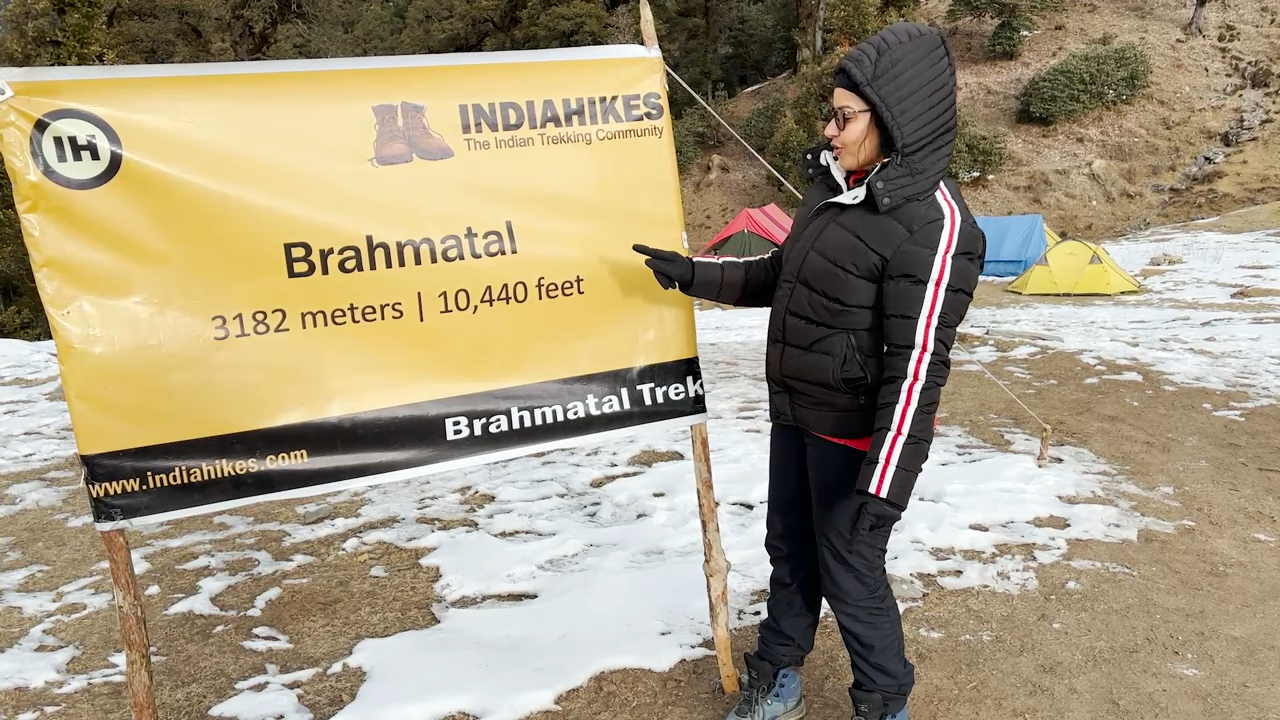 IH
INDIAHIKES
The Indian Trekking Community
Brahmatal
3182 meters | 10,440 feet
Brahmatal Trek
www.indiahikes.com